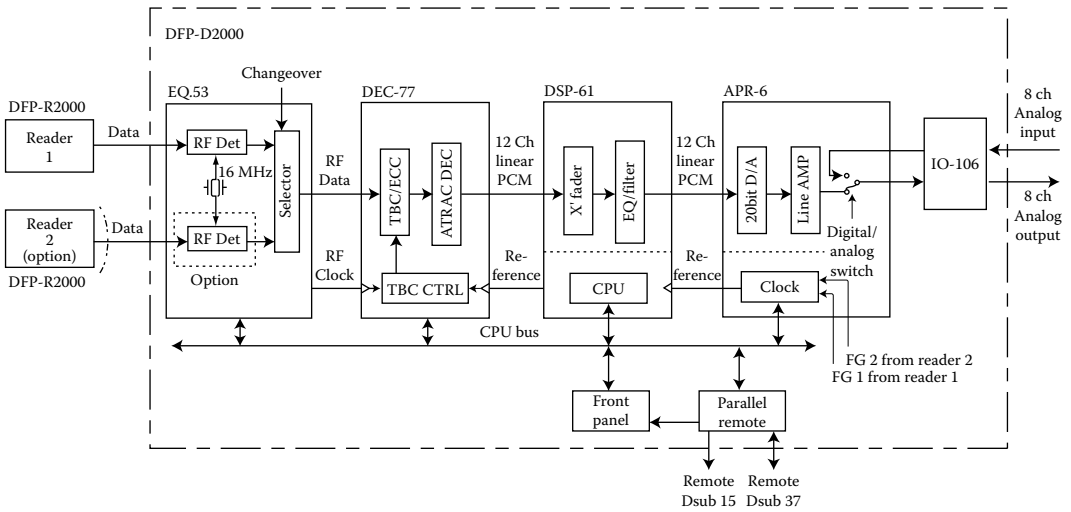 DFP-D2000
Changeover
EQ.53
DEC-77
DSP-61
APR-6
DFP-R2000
Reader
1
Data
RF Det
16 MHz
Selector
RF
Data
TBC/ECC
ATRAC DEC
12 Ch
linear
PCM
X' fader
EQ/filter
12 Ch
linear
PCM
20bit D/A
Line AMP
IO-106
8 ch
Analog
input
8 ch
Analog
output
Reader
2
(option)
DFP-R2000
Data
RF Det
Option
RF
Clock
TBC CTRL
Re-
ference
CPU
Re-
ference
Clock
Digital/
analog
switch
CPU bus
FG 2 from reader 2
FG 1 from reader 1
Front
panel
Parallel
remote
Remote
Dsub 15
Remote
Dsub 37